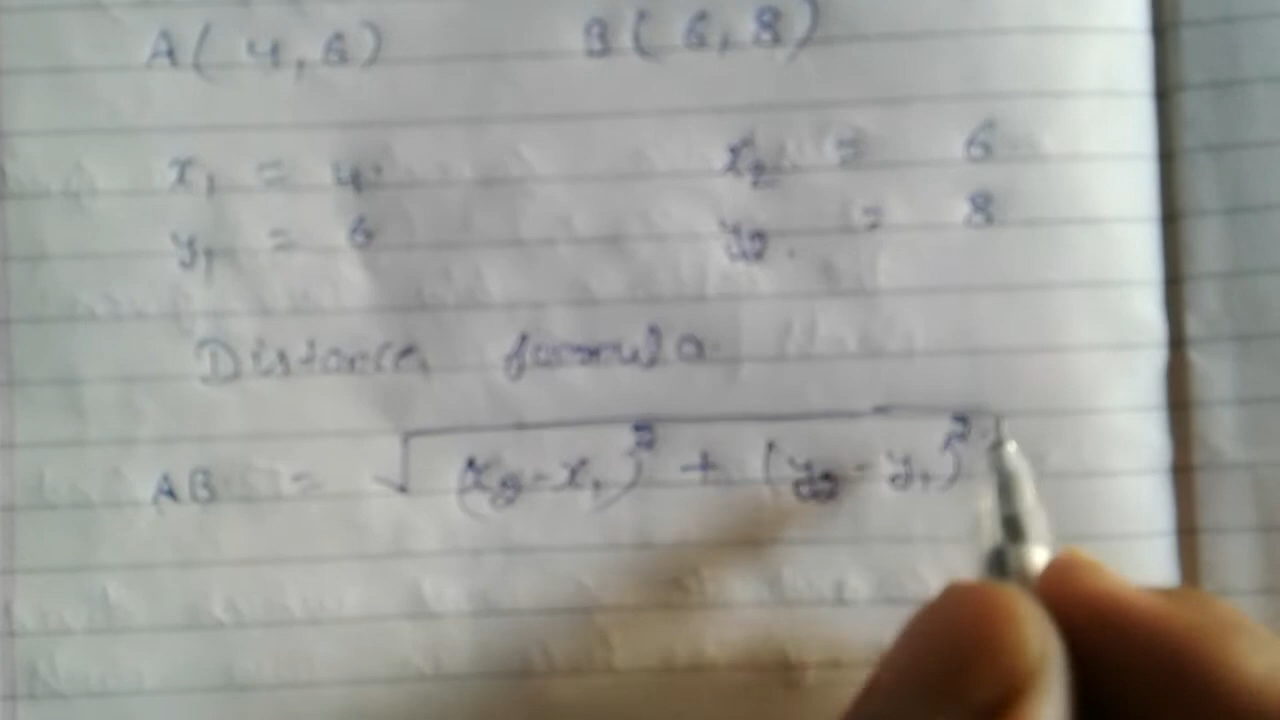 A( 4, 6) B( 6, 8)
x₁ = 4 x₂ = 6
y₁ = 6 y₂ = 8
Distance formula
AB = √(x₂-x₁)² + (y₂-y₁)²